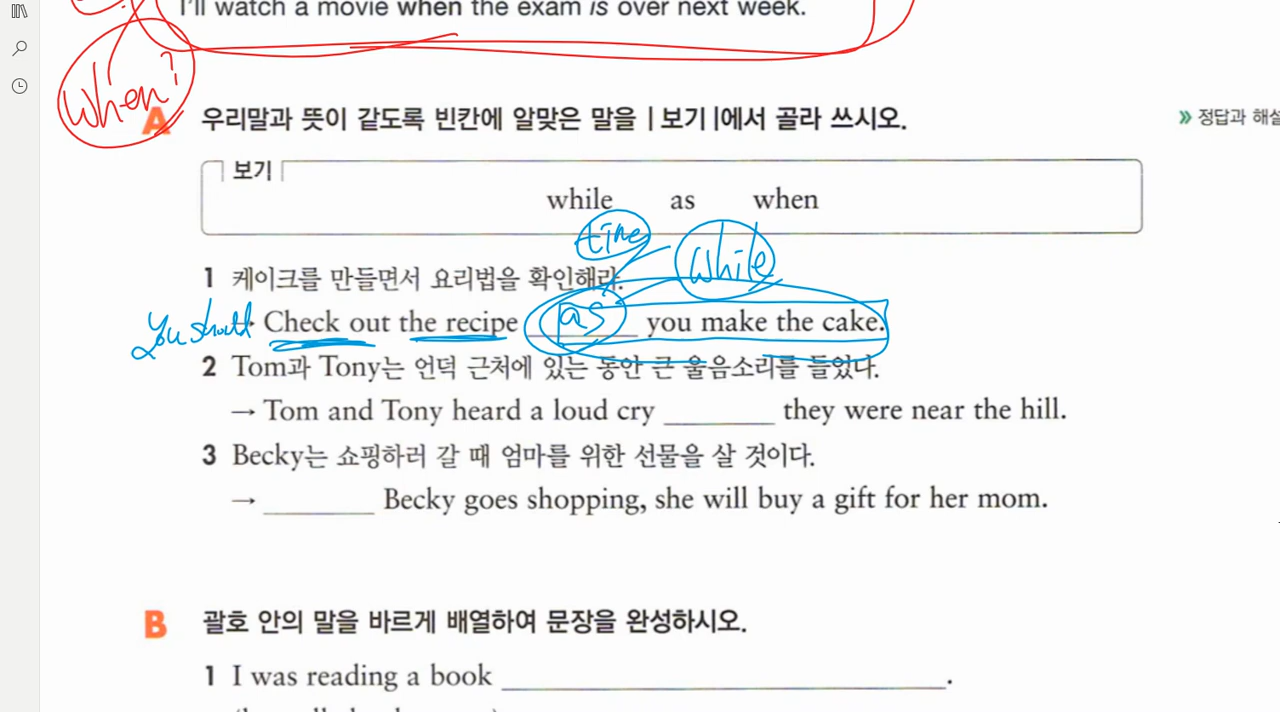 I'll watch a movie when the exam is over next week.
when?
A 우리말과 뜻이 같도록 빈칸에 알맞은 말을 |보기|에서 골라 쓰시오.
» 정답과 해설
보기
while as when
time
while
1 케이크를 만들면서 요리법을 확인해라.
You should
→ Check out the recipe as you make the cake.
2 Tom과 Tony는 언덕 근처에 있는 동안 큰 울음소리를 들었다.
→ Tom and Tony heard a loud cry ________ they were near the hill.
3 Becky는 쇼핑하러 갈 때 엄마를 위한 선물을 살 것이다.
→ ________ Becky goes shopping, she will buy a gift for her mom.
B 괄호 안의 말을 바르게 배열하여 문장을 완성하시오.
1 I was reading a book ________________________________.